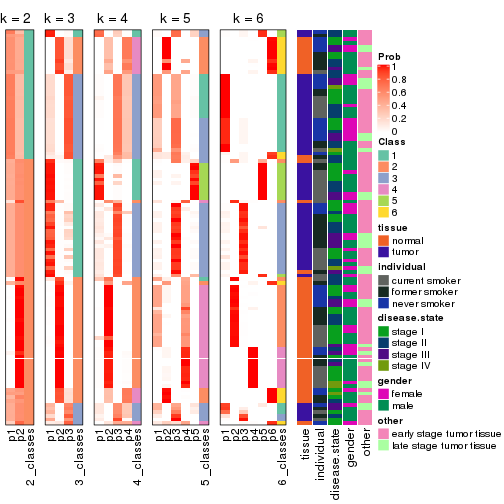 k = 2 k = 3 k = 4 k = 5 k = 6
Prob
1
0.8
0.6
0.4
0.2
0
Class
1
2
3
4
5
6
tissue
normal
tumor
individual
current smoker
former smoker
never smoker
disease.state
stage I
stage II
stage III
stage IV
gender
female
male
other
early stage tumor tissue
late stage tumor tissue
p1 p2 2_classes
p1 p2 p3 3_classes
p1 p2 p3 p4 4_classes
p1 p2 p3 p4 p5 5_classes
p1 p2 p3 p4 p5 p6 6_classes
tissue individual disease.state gender other